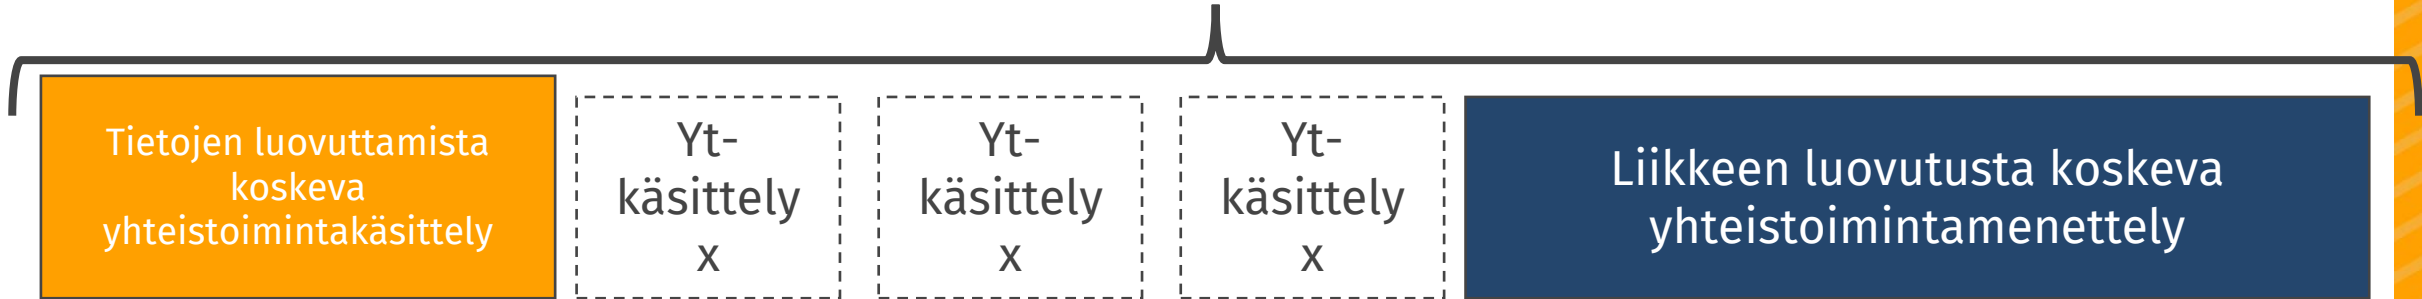 Tietojen luovuttamista
koskeva
yhteistoimintakäsittely
Yt-
käsittely
x
Yt-
käsittely
x
Yt-
käsittely
x
Liikkeen luovutusta koskeva
yhteistoimintamenettely